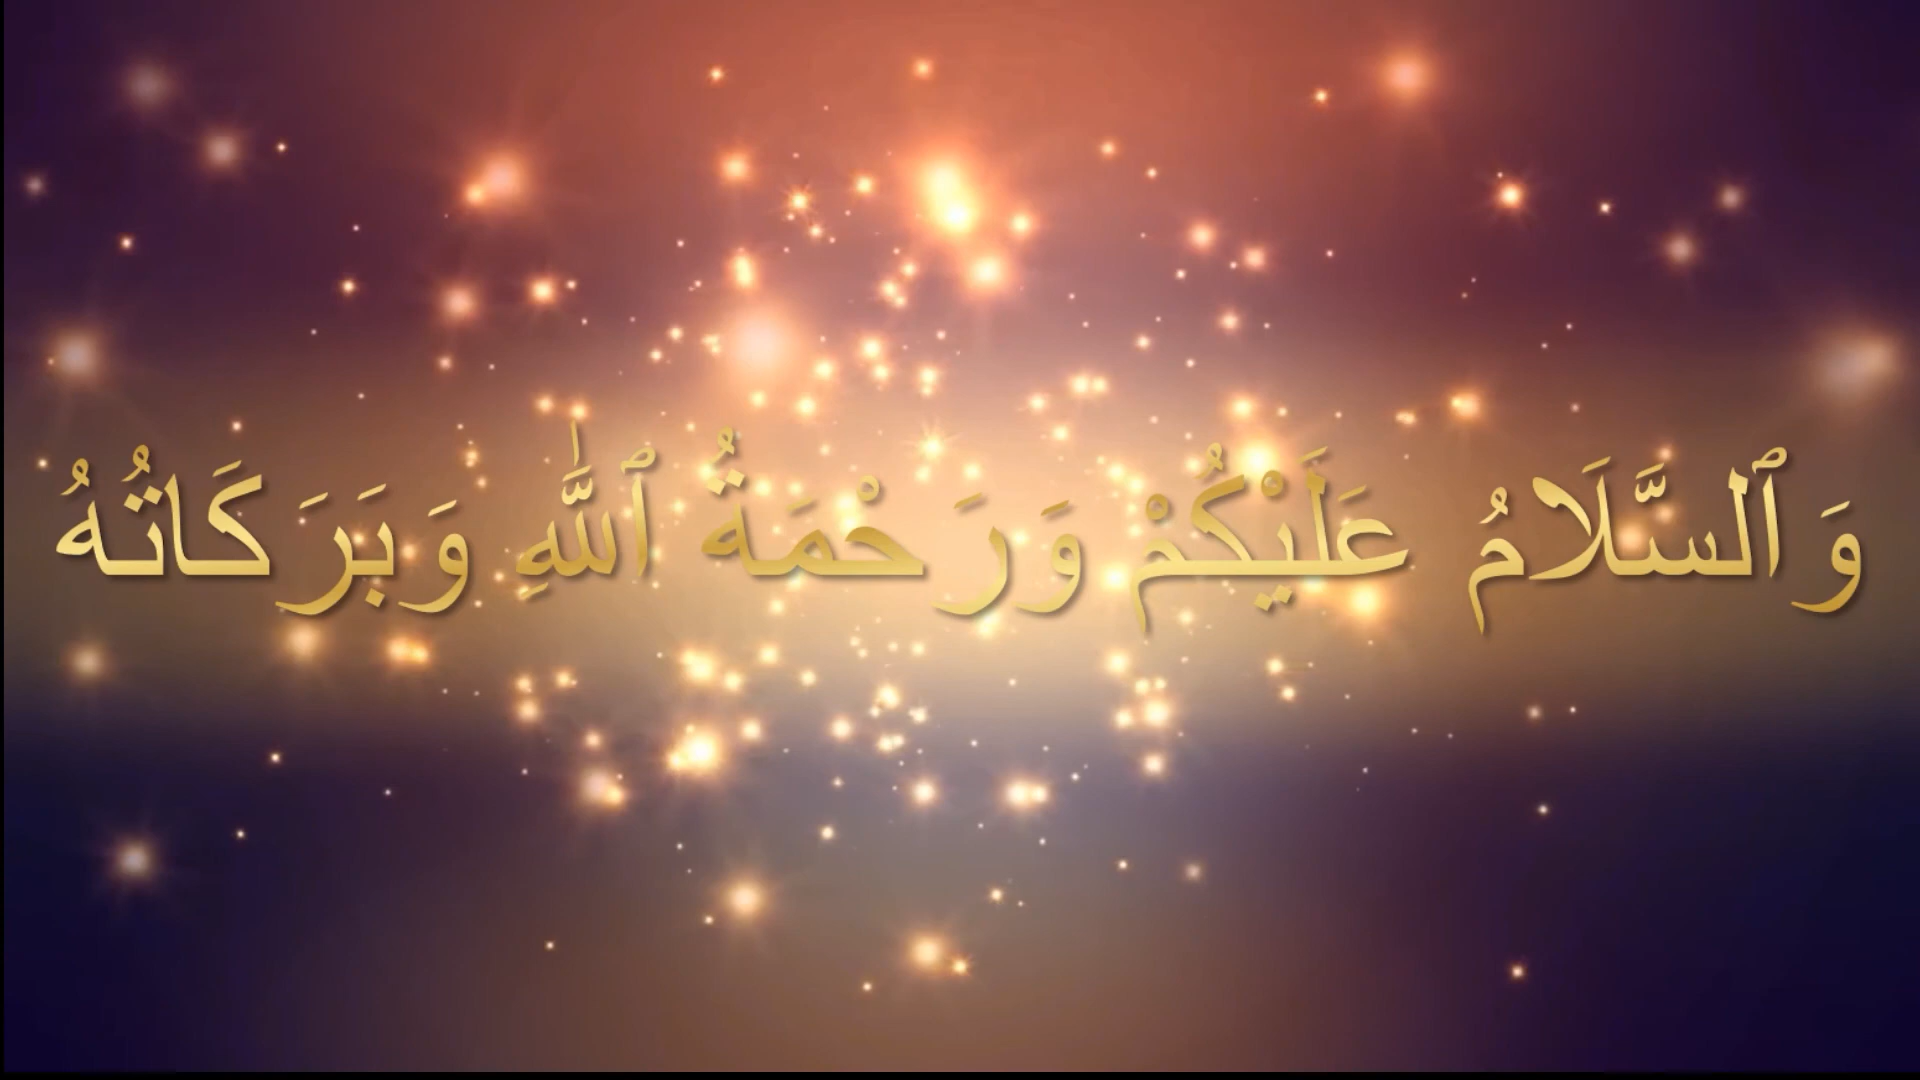 وَٱلسَّلَامُ عَلَيْكُمْ وَرَحْمَةُ ٱللَّٰهِ وَبَرَكَاتُهُ